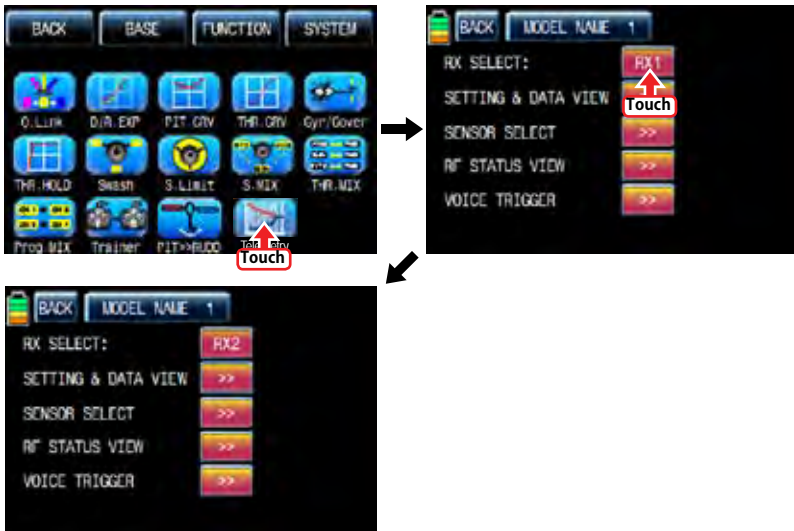 BACK BASE FUNCTION SYSTEM
Q.Link D/R.EXP PIT CRV THR.CRV Gyr/Gover
THR.HOLD Swash S.Limit S.MIX THR.MIX
Prog MIX Trainer PIT>>RUDD Telemetry
Touch
BACK MODEL NAME 1
RX SELECT: RX1
Touch
SETTING & DATA VIEW
SENSOR SELECT >>
RF STATUS VIEW >>
VOICE TRIGGER >>
BACK MODEL NAME 1
RX SELECT: RX2
SETTING & DATA VIEW >>
SENSOR SELECT >>
RF STATUS VIEW >>
VOICE TRIGGER >>